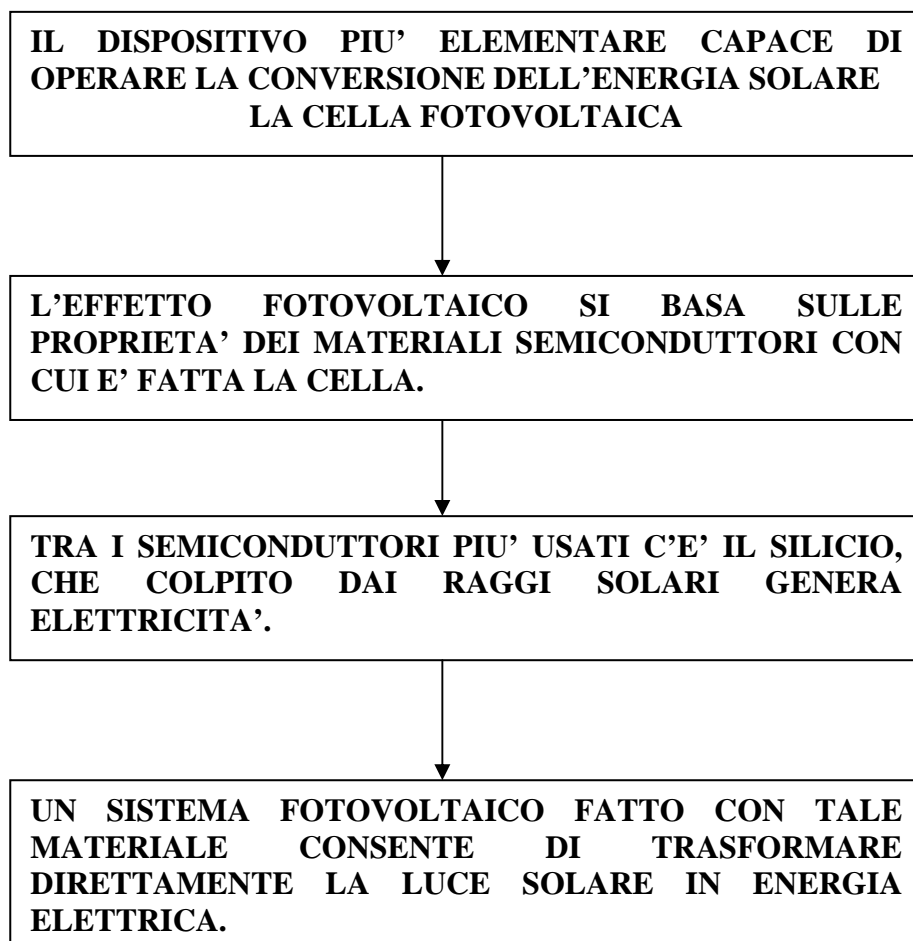 IL DISPOSITIVO PIU' ELEMENTARE CAPACE DI
OPERARE LA CONVERSIONE DELL'ENERGIA SOLARE
LA CELLA FOTOVOLTAICA
L'EFFETTO FOTOVOLTAICO SI BASA SULLE
PROPRIETA' DEI MATERIALI SEMICONDUTTORI CON
CUI E' FATTA LA CELLA.
TRA I SEMICONDUTTORI PIU' USATI C'E' IL SILICIO,
CHE COLPITO DAI RAGGI SOLARI GENERA
ELETTRICITA'.
UN SISTEMA FOTOVOLTAICO FATTO CON TALE
MATERIALE CONSENTE DI TRASFORMARE
DIRETTAMENTE LA LUCE SOLARE IN ENERGIA
ELETTRICA.